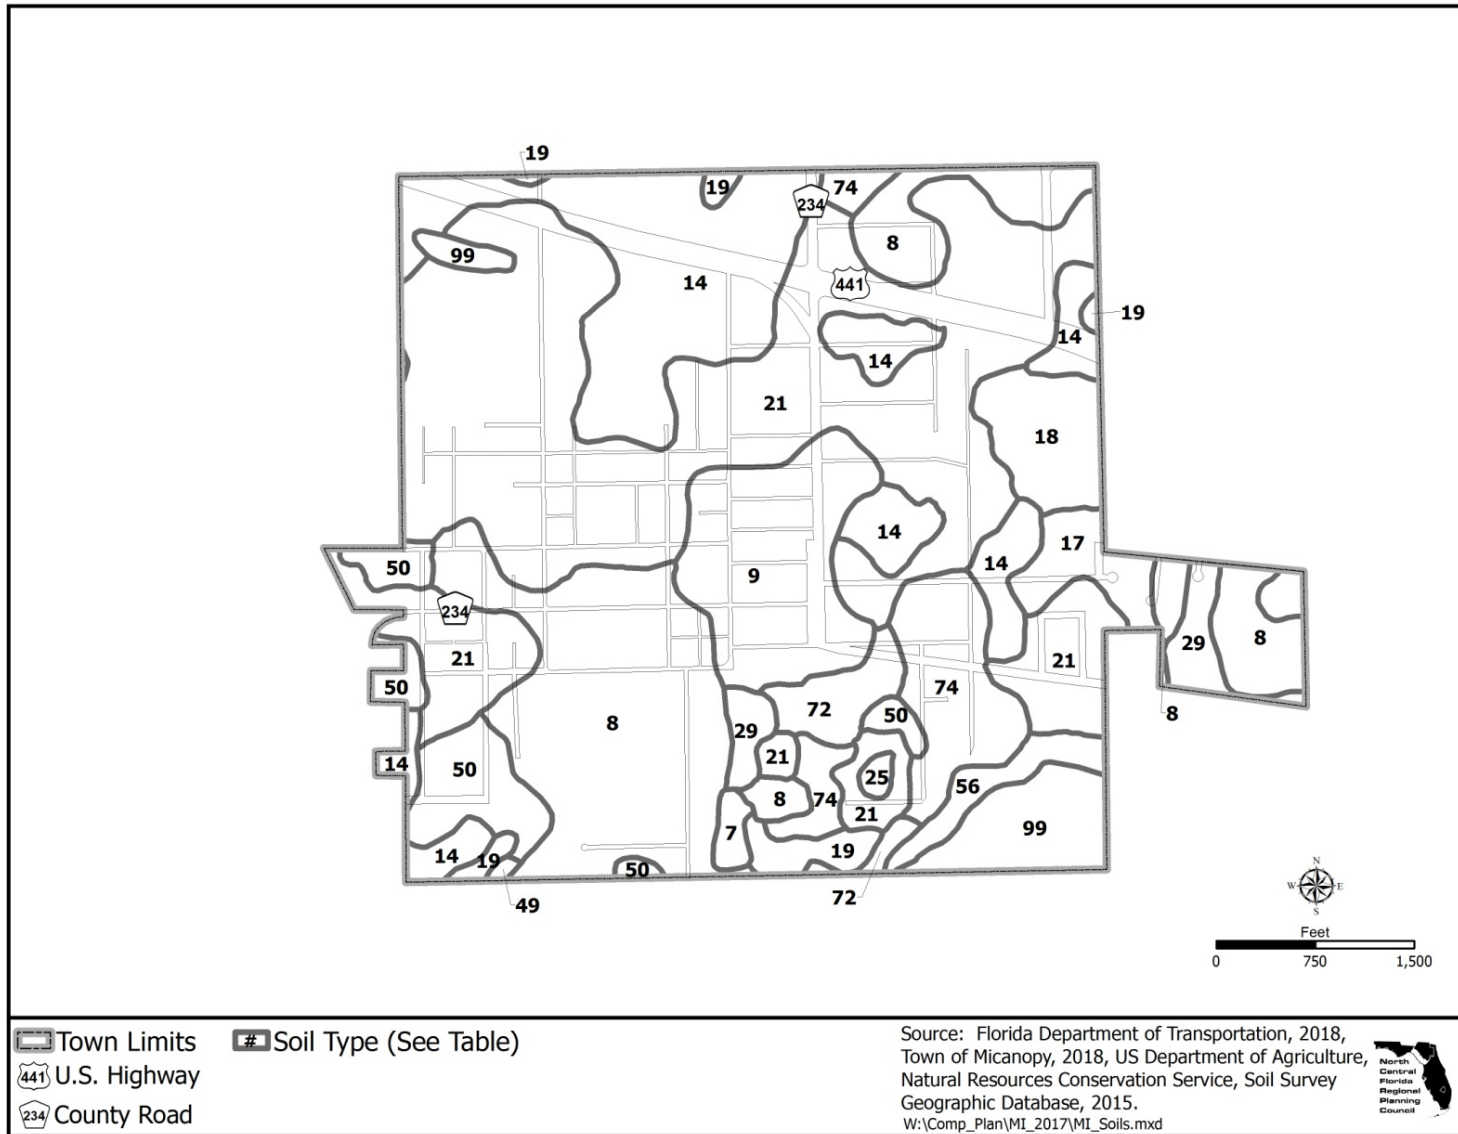 19
19
74
234
8
99
14
441
19
14
14
21
18
14
17
50
9
14
234
29
8
21
21
50
74
72
50
8
29
8
21
14
50
25
56
8
74
21
7
99
14
19
19
50
72
49
N
W E
S
Feet
0 750 1,500
Town Limits # Soil Type (See Table)
441 U.S. Highway
234 County Road
Source: Florida Department of Transportation, 2018,
Town of Micanopy, 2018, US Department of Agriculture,
Natural Resources Conservation Service, Soil Survey
Geographic Database, 2015.
W:\Comp_Plan\MI_2017\MI_Soils.mxd
North
Central
Florida
Regional
Planning
Council